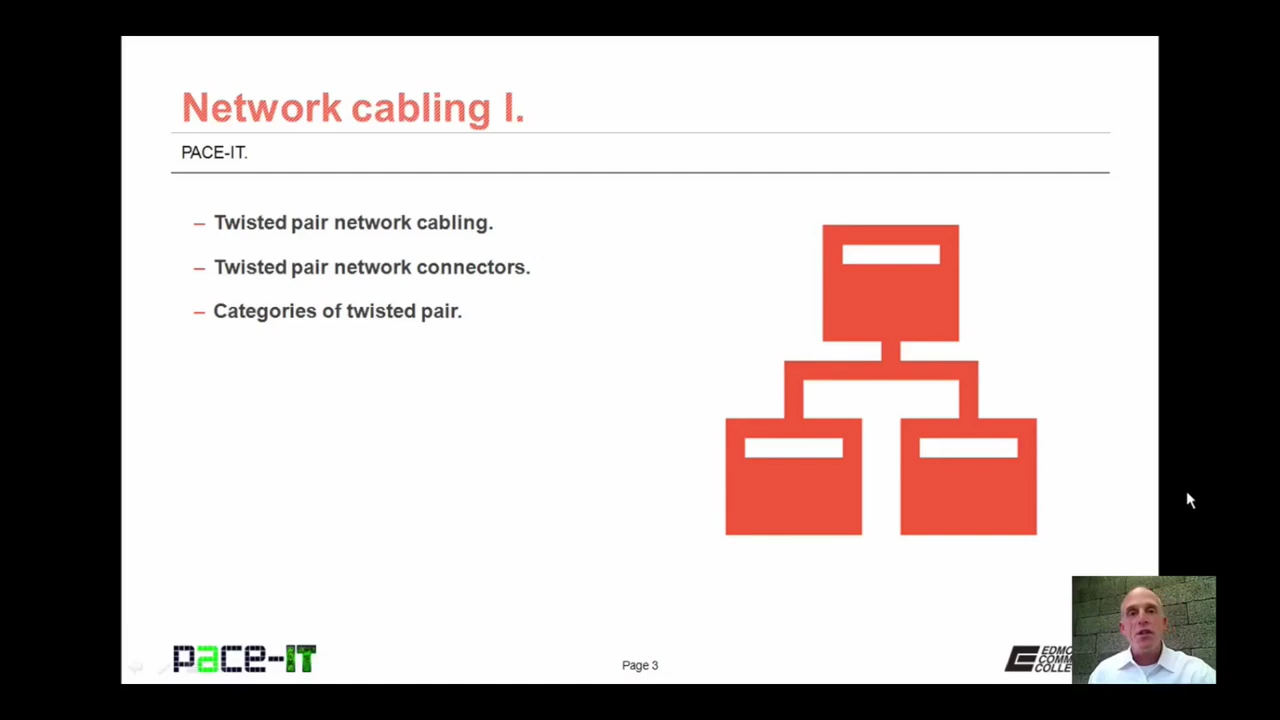 Network cabling I.
PACE-IT.
– Twisted pair network cabling.
– Twisted pair network connectors.
– Categories of twisted pair.
pace-IT
Page 3